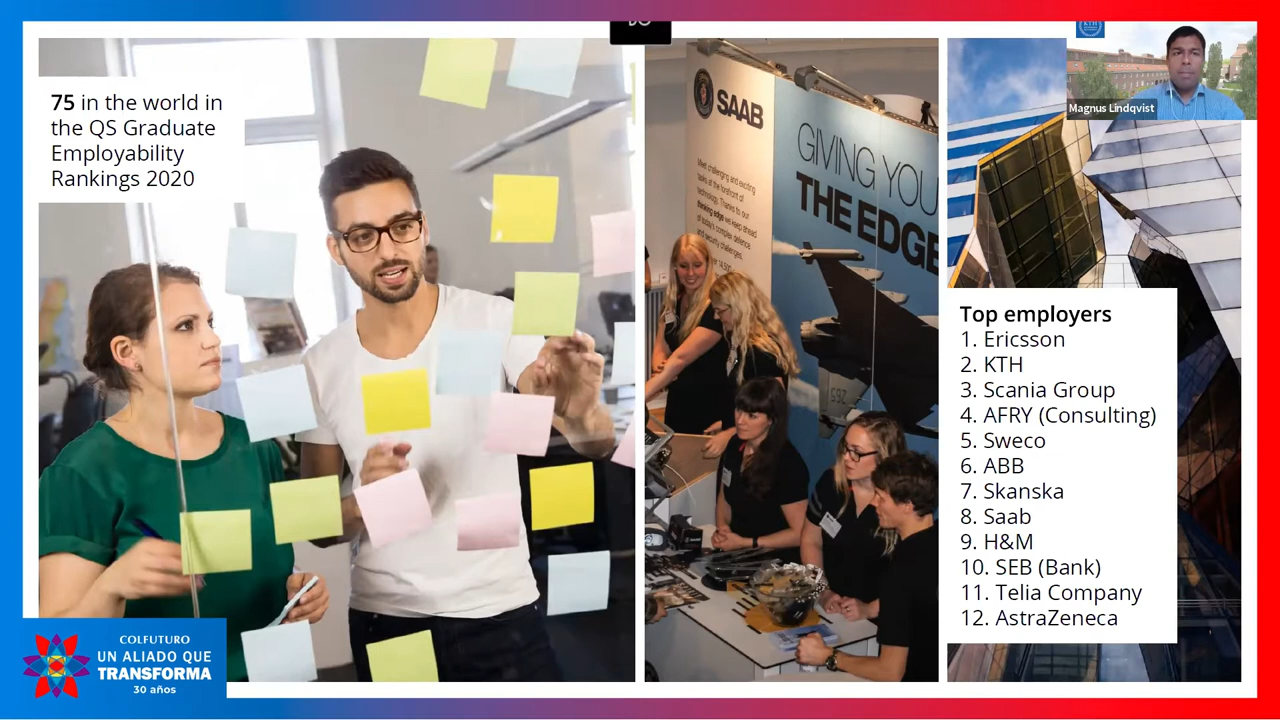 75 in the world in
the QS Graduate
Employability
Rankings 2020
SAAB
GIVING YOU
THE EDGE
KTH
Magnus Lindqvist
Top employers
1. Ericsson
2. KTH
3. Scania Group
4. AFRY (Consulting)
5. Sweco
6. ABB
7. Skanska
8. Saab
9. H&M
10. SEB (Bank)
11. Telia Company
12. AstraZeneca
COLFUTURO
UN ALIADO QUE
TRANSFORMA
30 años